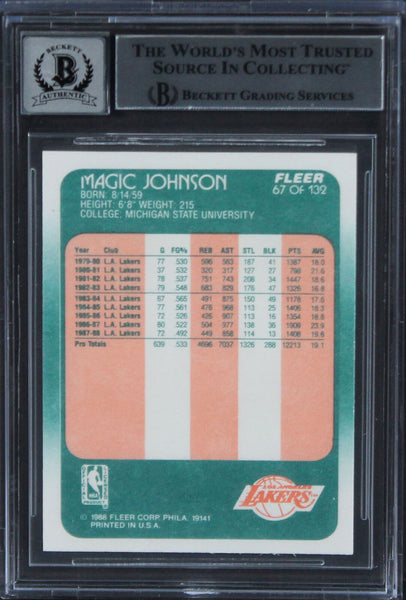 BECKETT
B
AUTHENTIC
THE WORLD'S MOST TRUSTED
SOURCE IN COLLECTING™
B BECKETT GRADING SERVICES
MAGIC JOHNSON
BORN: 8/14/59
HEIGHT: 6'8" WEIGHT: 215
COLLEGE: MICHIGAN STATE UNIVERSITY
FLEER
67 OF 132
Year Club G FG% REB AST STL BLK PTS AVG
1979-80 L.A. Lakers 77 .530 596 563 187 41 1387 18.0
1980-81 L.A. Lakers 37 .532 320 317 127 27 798 21.6
1981-82 L.A. Lakers 78 .537 751 743 208 34 1447 18.6
1982-83 L.A. Lakers 79 .548 683 829 176 47 1326 16.8
1983-84 L.A. Lakers 67 .565 491 875 150 49 1178 17.6
1984-85 L.A. Lakers 77 .561 476 968 113 25 1406 18.3
1985-86 L.A. Lakers 72 .526 426 907 113 16 1354 18.8
1986-87 L.A. Lakers 80 .522 504 977 138 36 1909 23.9
1987-88 L.A. Lakers 72 .492 449 858 114 13 1408 19.6
Pro Totals 639 .533 4696 7037 1326 288 12213 19.1
NBA
LOS ANGELES
LAKERS
© 1988 FLEER CORP. PHILA. 19141
PRINTED IN U.S.A.